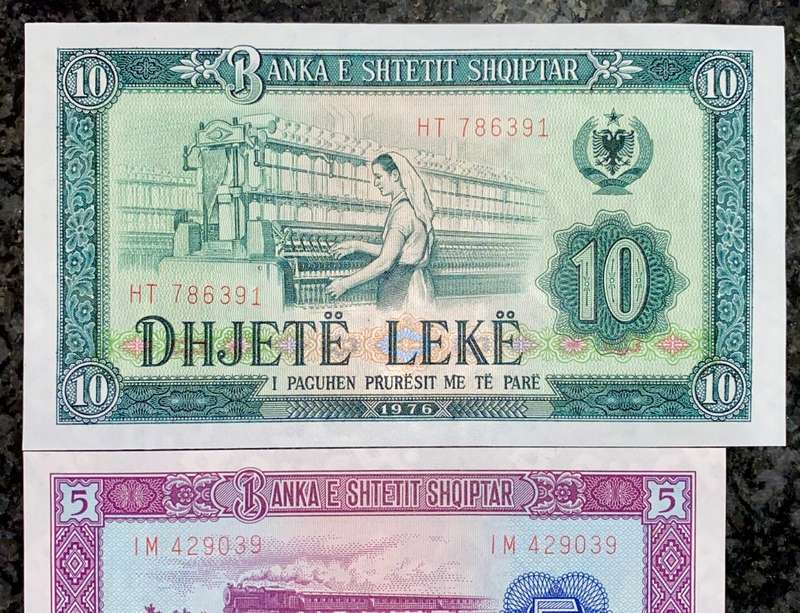 10 BANKA E SHTETIT SHQIPTAR 10
HT 786391
HT 786391
10
DHJETË LEKË
I PAGUHEN PRURËSIT ME TË PARË
10 1976 10
5 BANKA E SHTETIT SHQIPTAR 5
IM 429039 IM 429039
5